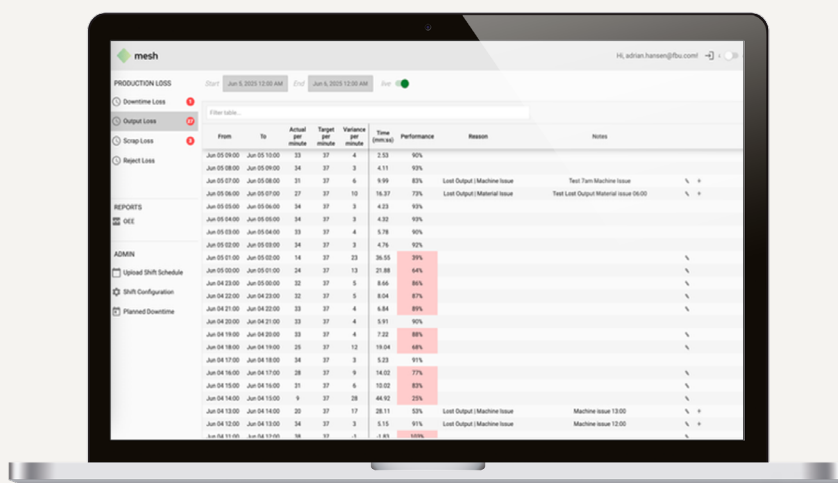 mesh
Hi, adrian.hansen@fbu.com!
PRODUCTION LOSS
Downtime Loss 1
Output Loss 37
Scrap Loss
Reject Loss
REPORTS
OEE
ADMIN
Upload Shift Schedule
Shift Configuration
Planned Downtime
Start Jun 5, 2025 12:00 AM End Jun 6, 2025 12:00 AM live
Filter table...
From To Actual per minute Target per minute Variance per minute Time (mm:ss) Performance Reason Notes
Jun 05 09:00 Jun 05 10:00 33 37 4 2.53 90%
Jun 05 08:00 Jun 05 09:00 34 37 3 4.11 93%
Jun 05 07:00 Jun 05 08:00 31 37 6 9.99 83% Lost Output | Machine Issue Test 7am Machine Issue
Jun 05 06:00 Jun 05 07:00 27 37 10 16.37 73% Lost Output | Material Issue Test Lost Output Material issue 06:00
Jun 05 05:00 Jun 05 06:00 34 37 3 4.23 93%
Jun 05 04:00 Jun 05 05:00 34 37 3 4.32 93%
Jun 05 03:00 Jun 05 04:00 33 37 4 5.78 90%
Jun 05 02:00 Jun 05 03:00 34 37 3 4.76 92%
Jun 05 01:00 Jun 05 02:00 14 37 23 36.55 39%
Jun 05 00:00 Jun 05 01:00 24 37 13 21.88 64%
Jun 04 23:00 Jun 05 00:00 32 37 5 8.66 86%
Jun 04 22:00 Jun 04 23:00 32 37 5 8.04 87%
Jun 04 21:00 Jun 04 22:00 33 37 4 6.84 89%
Jun 04 20:00 Jun 04 21:00 33 37 4 5.91 90%
Jun 04 19:00 Jun 04 20:00 33 37 4 7.22 88%
Jun 04 18:00 Jun 04 19:00 25 37 12 19.04 68%
Jun 04 17:00 Jun 04 18:00 34 37 3 5.23 91%
Jun 04 16:00 Jun 04 17:00 28 37 9 14.02 77%
Jun 04 15:00 Jun 04 16:00 31 37 6 10.02 83%
Jun 04 14:00 Jun 04 15:00 9 37 28 44.92 25%
Jun 04 13:00 Jun 04 14:00 20 37 17 28.11 53% Lost Output | Machine Issue Machine issue 13:00
Jun 04 12:00 Jun 04 13:00 34 37 3 5.15 91% Lost Output | Machine Issue Machine issue 12:00
Jun 04 11:00 Jun 04 12:00 38 37 -1 -1.83 103%